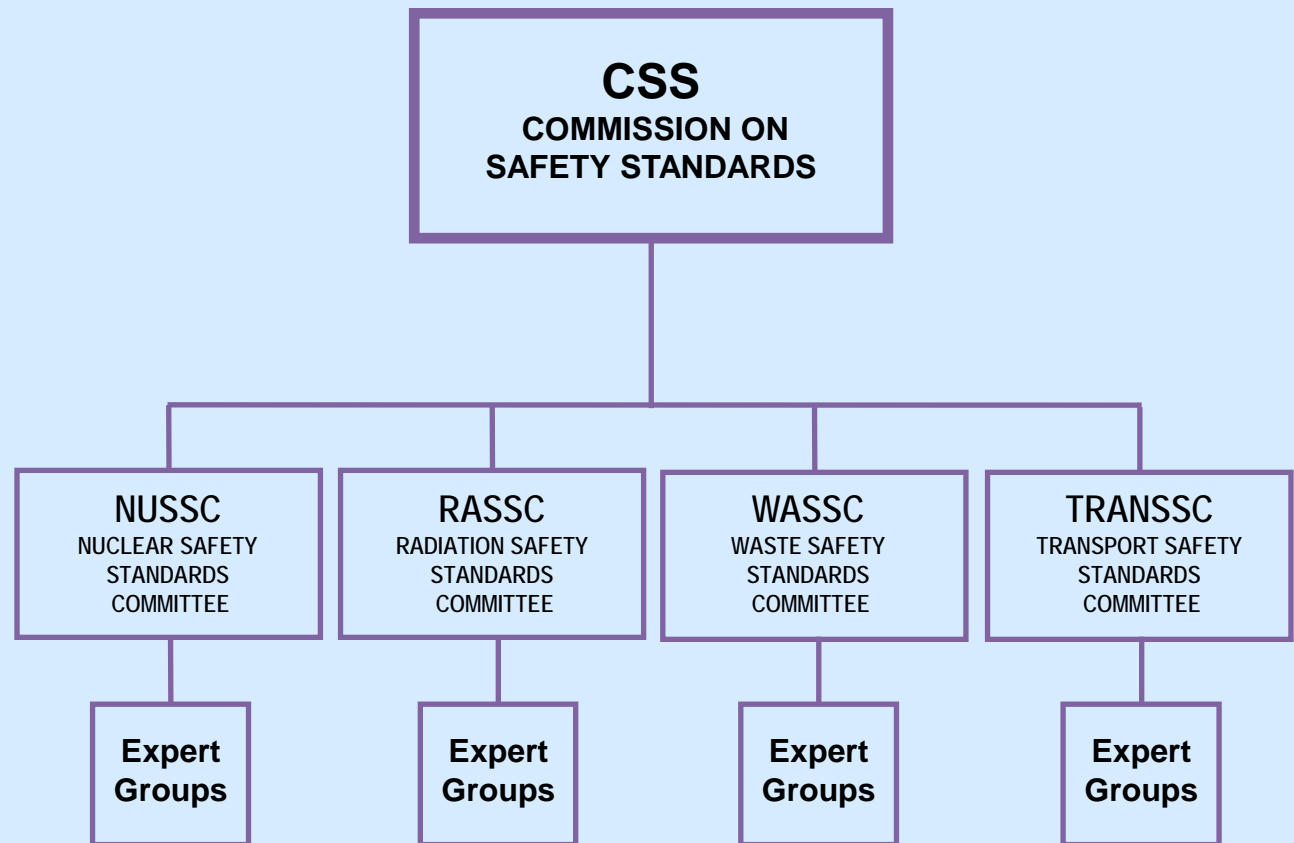 CSS
COMMISSION ON
SAFETY STANDARDS
NUSSC
NUCLEAR SAFETY
STANDARDS
COMMITTEE
RASSC
RADIATION SAFETY
STANDARDS
COMMITTEE
WASSC
WASTE SAFETY
STANDARDS
COMMITTEE
TRANSSC
TRANSPORT SAFETY
STANDARDS
COMMITTEE
Expert
Groups
Expert
Groups
Expert
Groups
Expert
Groups